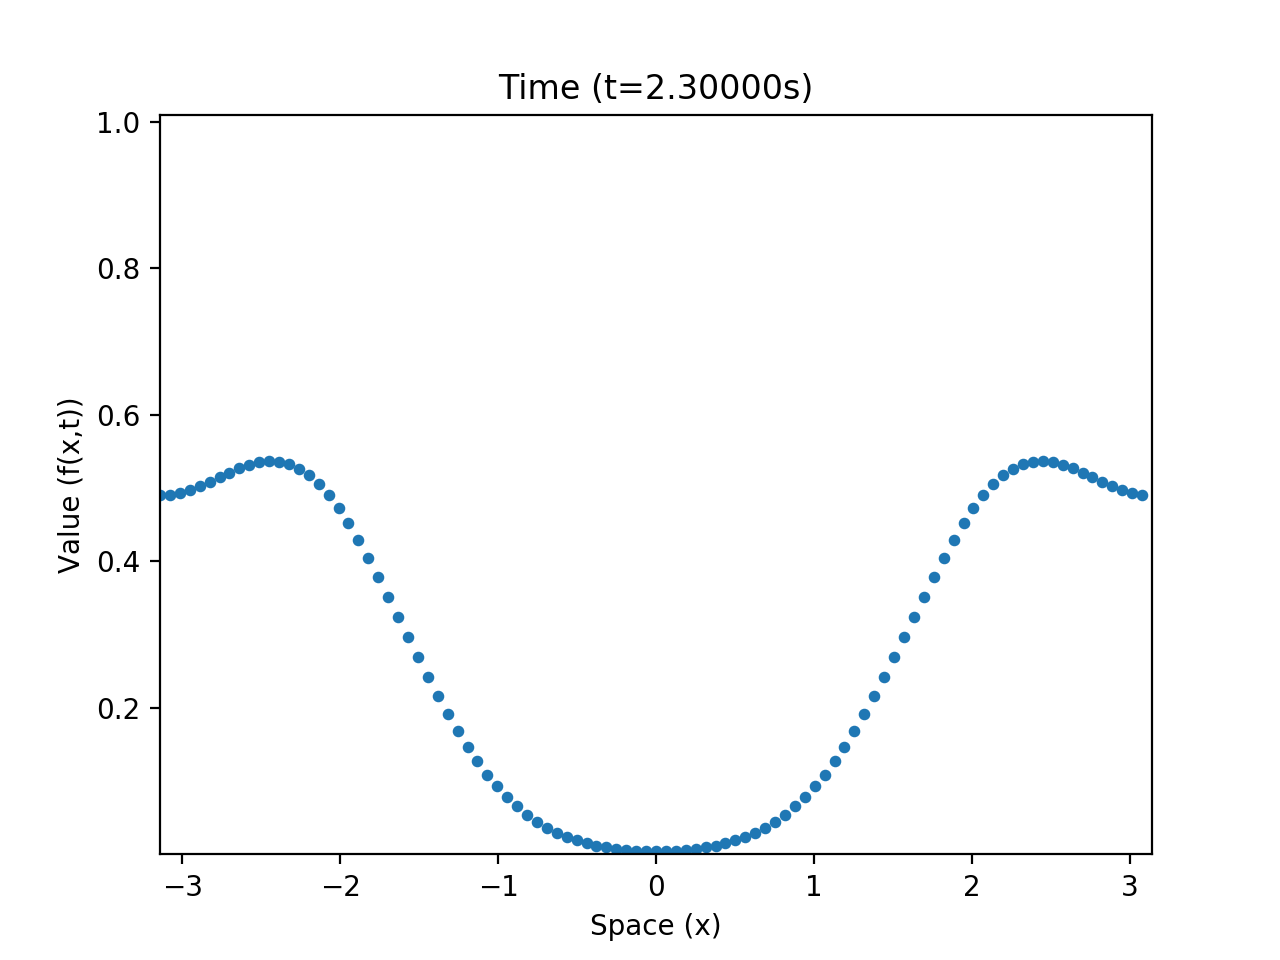 Time (t=2.30000s)
1.0
0.8
0.6
0.4
0.2
Value (f(x,t))
−3 −2 −1 0 1 2 3
Space (x)